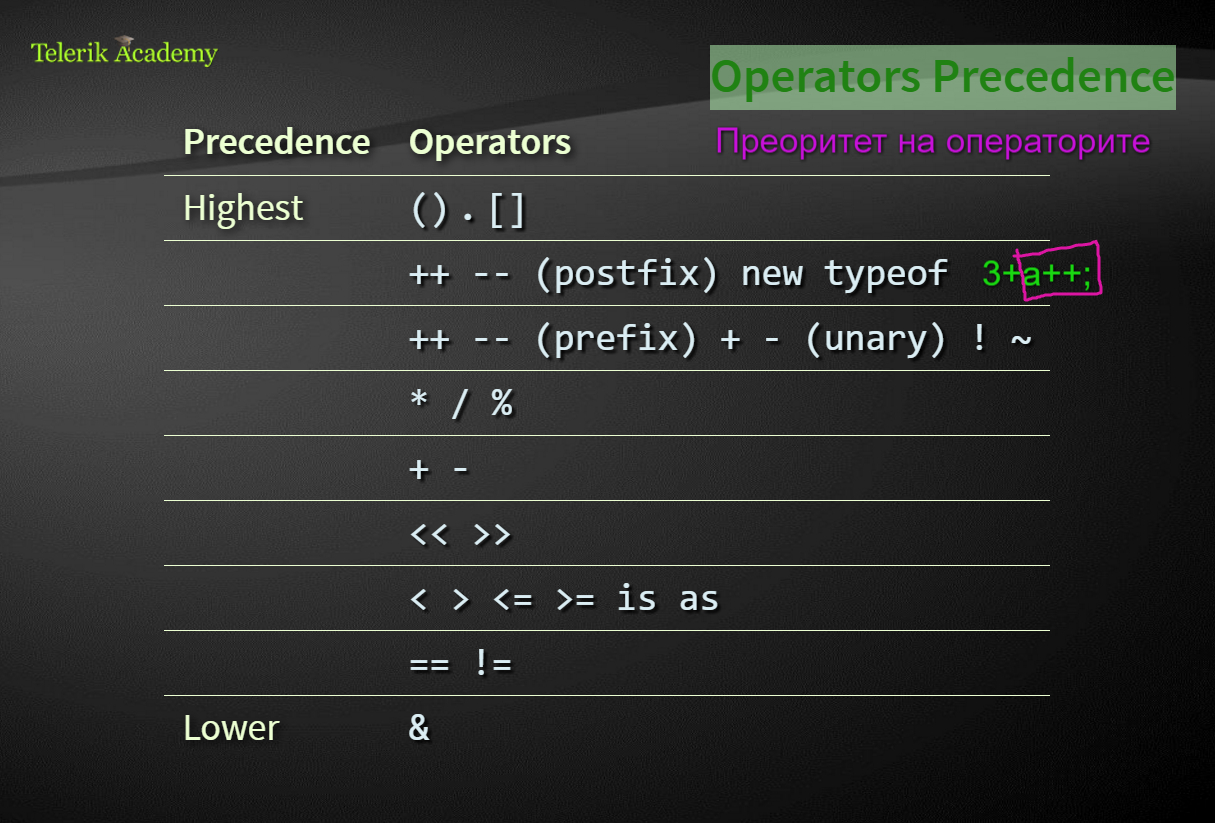 Telerik Academy
Operators Precedence
Precedence Operators Преоритет на операторите
Highest () . []
++ -- (postfix) new typeof 3+a++;
++ -- (prefix) + - (unary) ! ~
* / %
+ -
<< >>
< > <= >= is as
== !=
Lower &